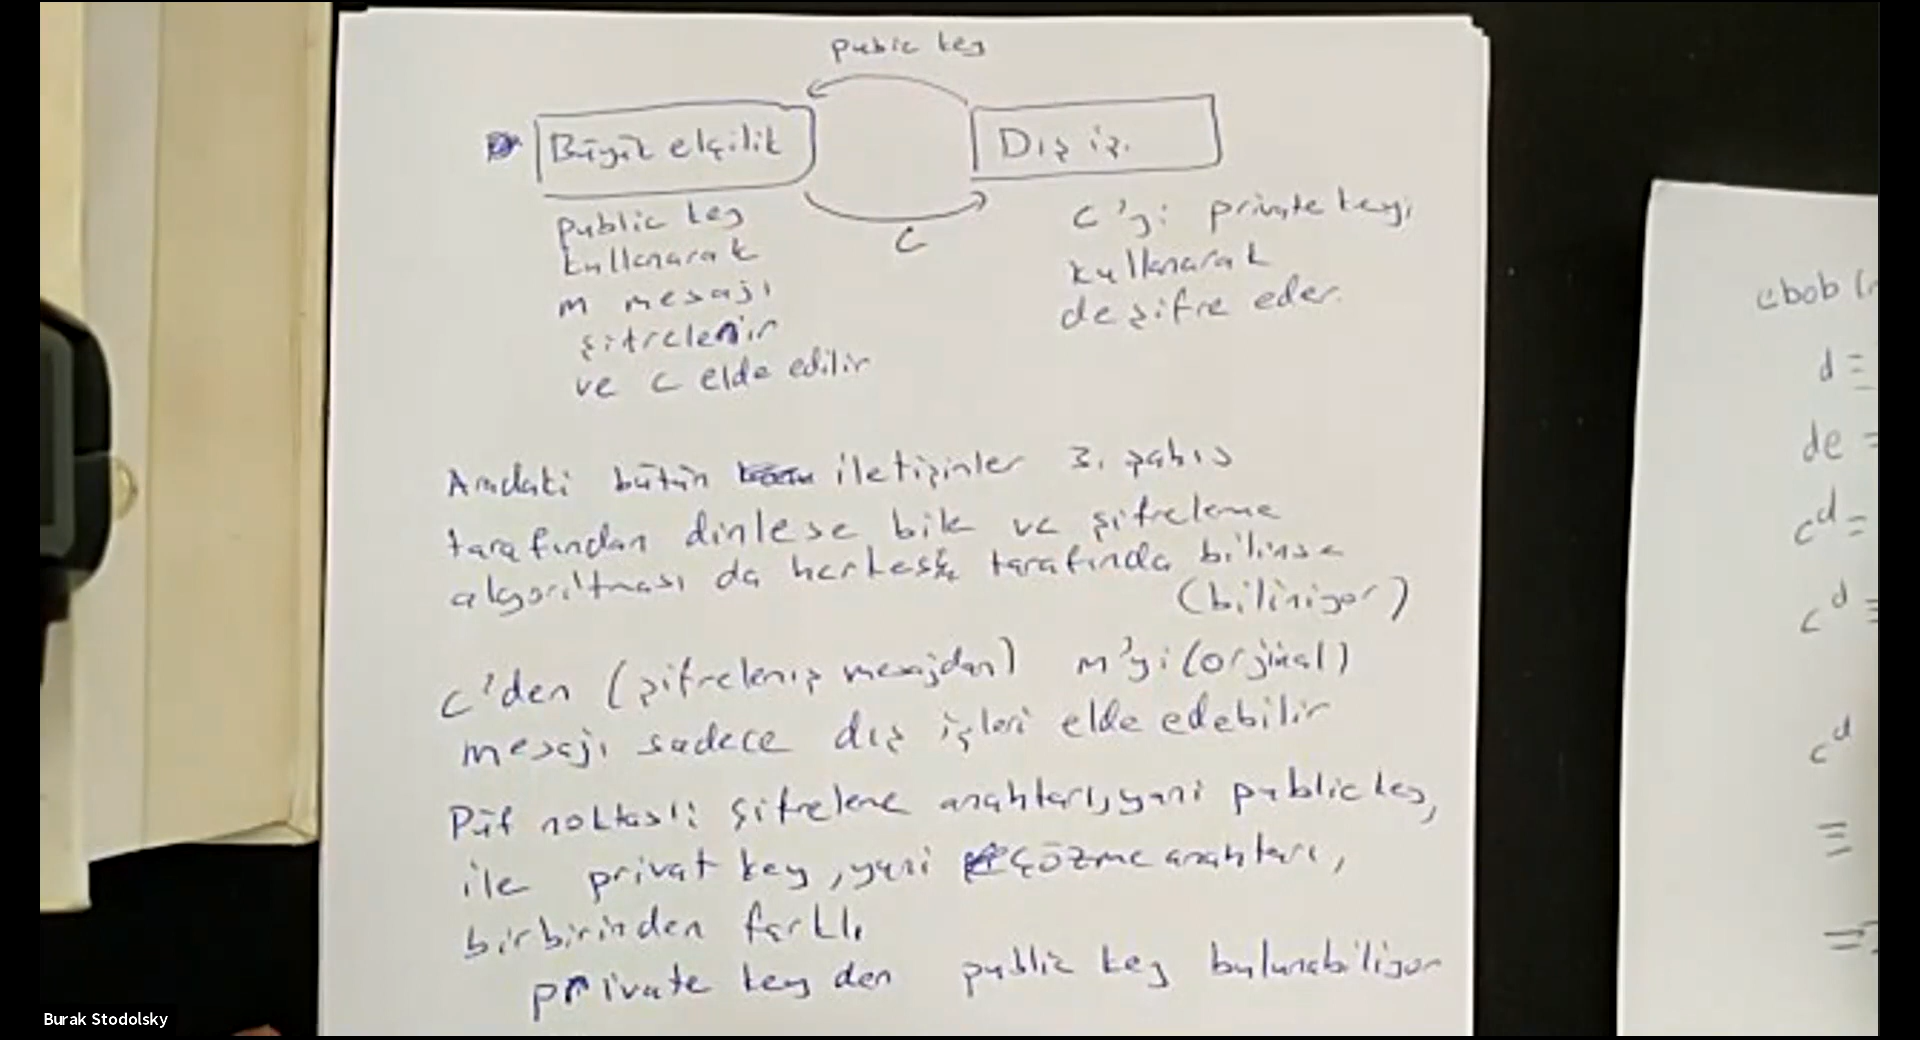 public key
Büyük elçilik
Dış iş.
public key
kullanarak
m mesajı
şifrelenir
ve c elde edilir
c
c'yi private keyi
kullanarak
deşifre eder.
Aradaki bütün iletişimler 3. şahıs
tarafından dinlese bile ve şifreleme
algoritması da herkes tarafında bilinse
(biliniyor)
c'den (şifrelenmiş mesajdan) m'yi (orjinal)
mesajı sadece dış işleri elde edebilir
Püf noktası: şifreleme anahtarı, yani public key,
ile privat key, yani çözme anahtarı,
birbirinden farklı
private key den public key bulunabiliyor
ebob (
d =
de =
c^d =
c^d ≡
c^d
≡
=>
Burak Stodolsky